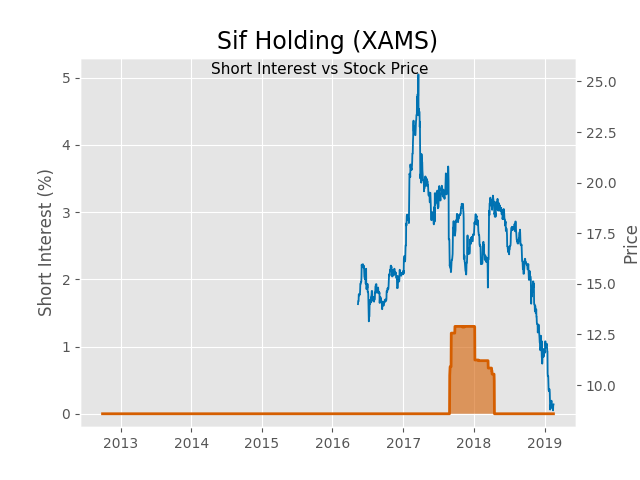 Sif Holding (XAMS)
Short Interest vs Stock Price
Short Interest (%)
5
4
3
2
1
0
25.0
22.5
20.0
17.5
15.0
12.5
10.0
Price
2013 2014 2015 2016 2017 2018 2019